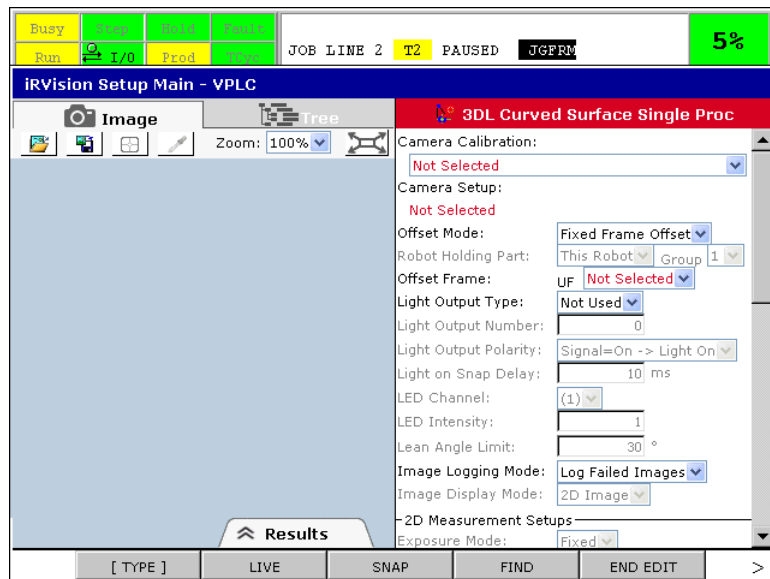 Busy Step Hold Fault
Run I/O Prod TCyc
JOB LINE 2 T2 PAUSED JGFRM
5%
iRVision Setup Main - VPLC
Image
Tree
3DL Curved Surface Single Proc
Zoom: 100%
Camera Calibration:
Not Selected
Camera Setup:
Not Selected
Offset Mode: Fixed Frame Offset
Robot Holding Part: This Robot Group 1
Offset Frame: UF Not Selected
Light Output Type: Not Used
Light Output Number: 0
Light Output Polarity: Signal=On -> Light On
Light on Snap Delay: 10 ms
LED Channel: (1)
LED Intensity: 1
Lean Angle Limit: 30 °
Image Logging Mode: Log Failed Images
Image Display Mode: 2D Image
2D Measurement Setups
Exposure Mode: Fixed
Results
[ TYPE ] LIVE SNAP FIND END EDIT >